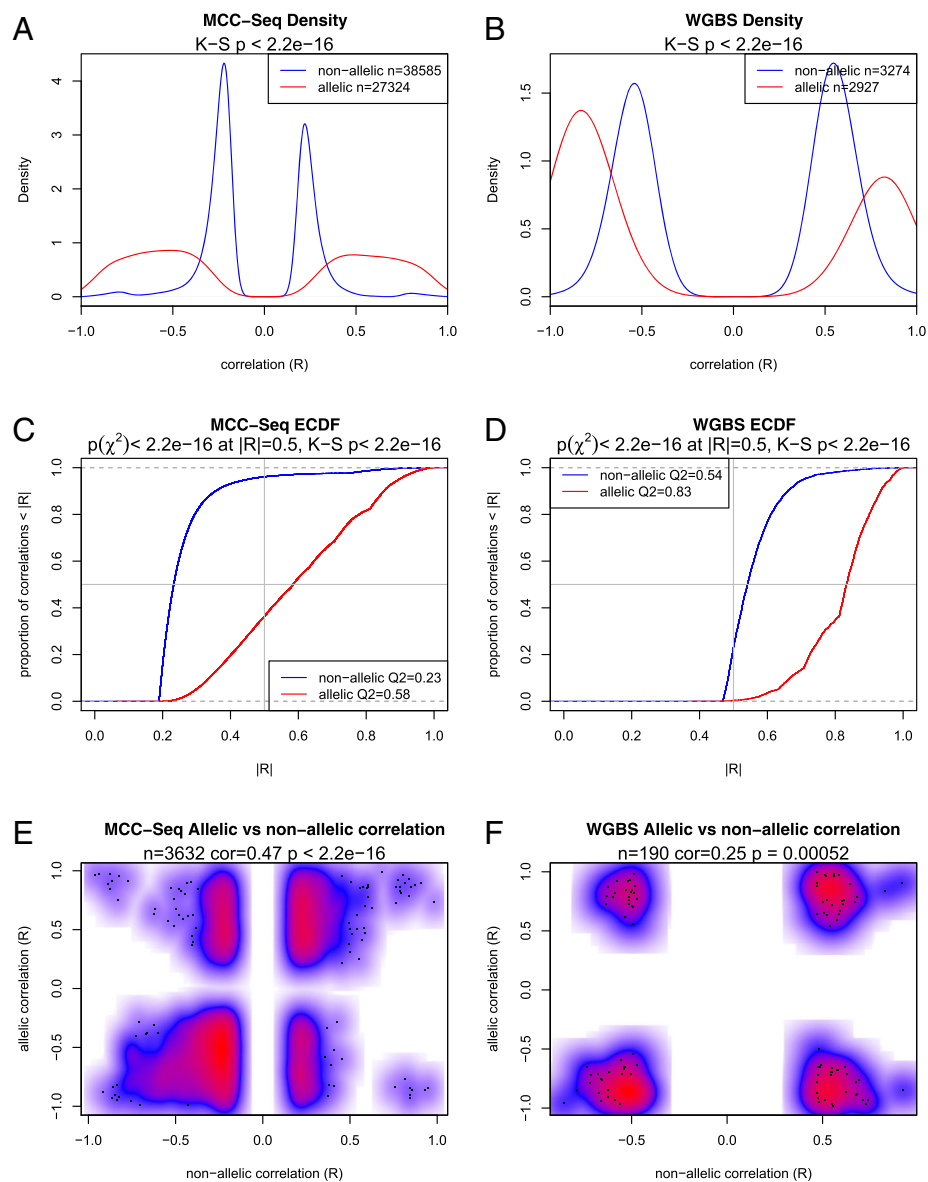 A
MCC−Seq Density
K−S p < 2.2e−16
non−allelic n=38585
allelic n=27324
Density
0
1
2
3
4
−1.0
−0.5
0.0
0.5
1.0
correlation (R)
B
WGBS Density
K−S p < 2.2e−16
non−allelic n=3274
allelic n=2927
Density
0.0
0.5
1.0
1.5
−1.0
−0.5
0.0
0.5
1.0
correlation (R)
C
MCC−Seq ECDF
p(χ²)< 2.2e−16 at |R|=0.5, K−S p< 2.2e−16
proportion of correlations < |R|
0.0
0.2
0.4
0.6
0.8
1.0
non−allelic Q2=0.23
allelic Q2=0.58
0.0
0.2
0.4
0.6
0.8
1.0
|R|
D
WGBS ECDF
p(χ²)< 2.2e−16 at |R|=0.5, K−S p< 2.2e−16
non−allelic Q2=0.54
allelic Q2=0.83
proportion of correlations < |R|
0.0
0.2
0.4
0.6
0.8
1.0
0.0
0.2
0.4
0.6
0.8
1.0
|R|
E
MCC−Seq Allelic vs non−allelic correlation
n=3632 cor=0.47 p < 2.2e−16
allelic correlation (R)
−1.0
−0.5
0.0
0.5
1.0
−1.0
−0.5
0.0
0.5
1.0
non−allelic correlation (R)
F
WGBS Allelic vs non−allelic correlation
n=190 cor=0.25 p = 0.00052
allelic correlation (R)
−1.0
−0.5
0.0
0.5
1.0
−0.5
0.0
0.5
non−allelic correlation (R)